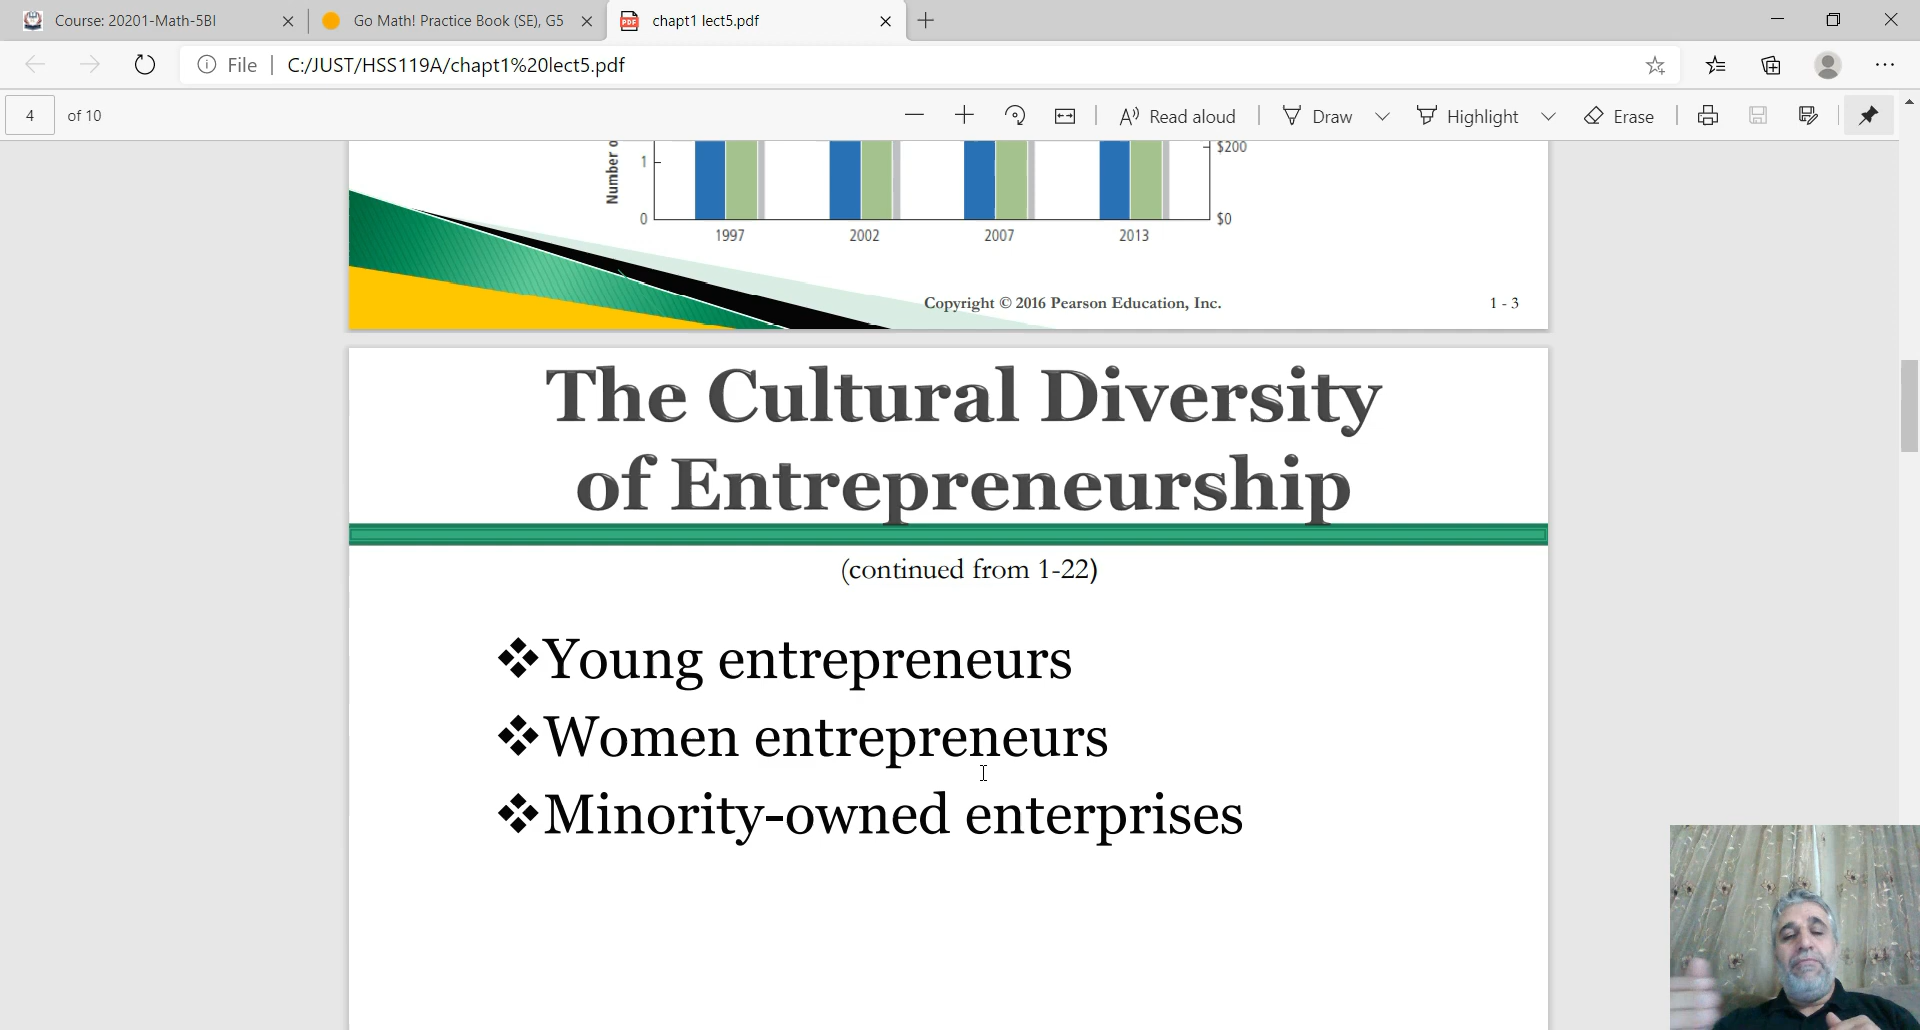 Course: 20201-Math-5BI
Go Math! Practice Book (SE), G5
PDF
chapt1 lect5.pdf
File
C:/JUST/HSS119A/chapt1%20lect5.pdf
4
of 10
Read aloud
Draw
Highlight
Erase
Number o
1
0
$200
$0
1997 2002 2007 2013
Copyright © 2016 Pearson Education, Inc.
1 - 3
The Cultural Diversity
of Entrepreneurship
(continued from 1-22)
❖Young entrepreneurs
❖Women entrepreneurs
❖Minority-owned enterprises